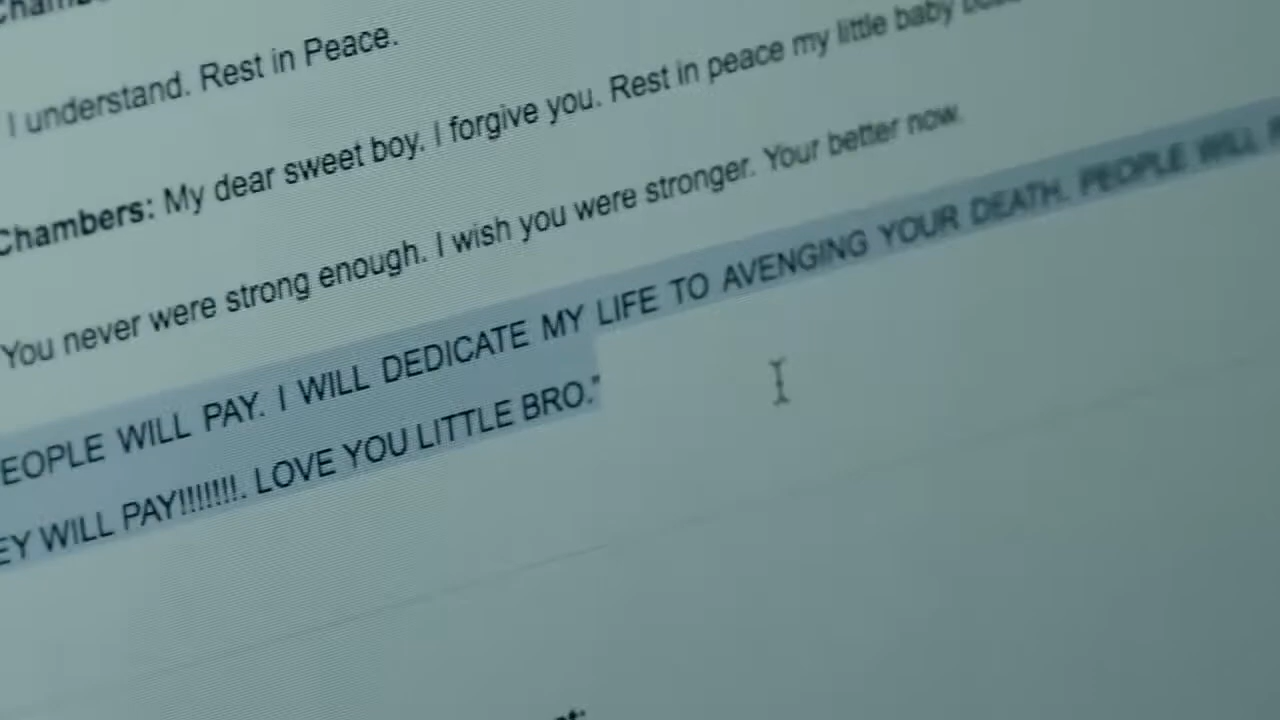 I understand. Rest in Peace.
Chambers: My dear sweet boy. I forgive you. Rest in peace my little baby
You never were strong enough. I wish you were stronger. Your better now.
EOPLE WILL PAY. I WILL DEDICATE MY LIFE TO AVENGING YOUR DEATH. PEOPLE WILL
EY WILL PAY!!!!!!!. LOVE YOU LITTLE BRO."